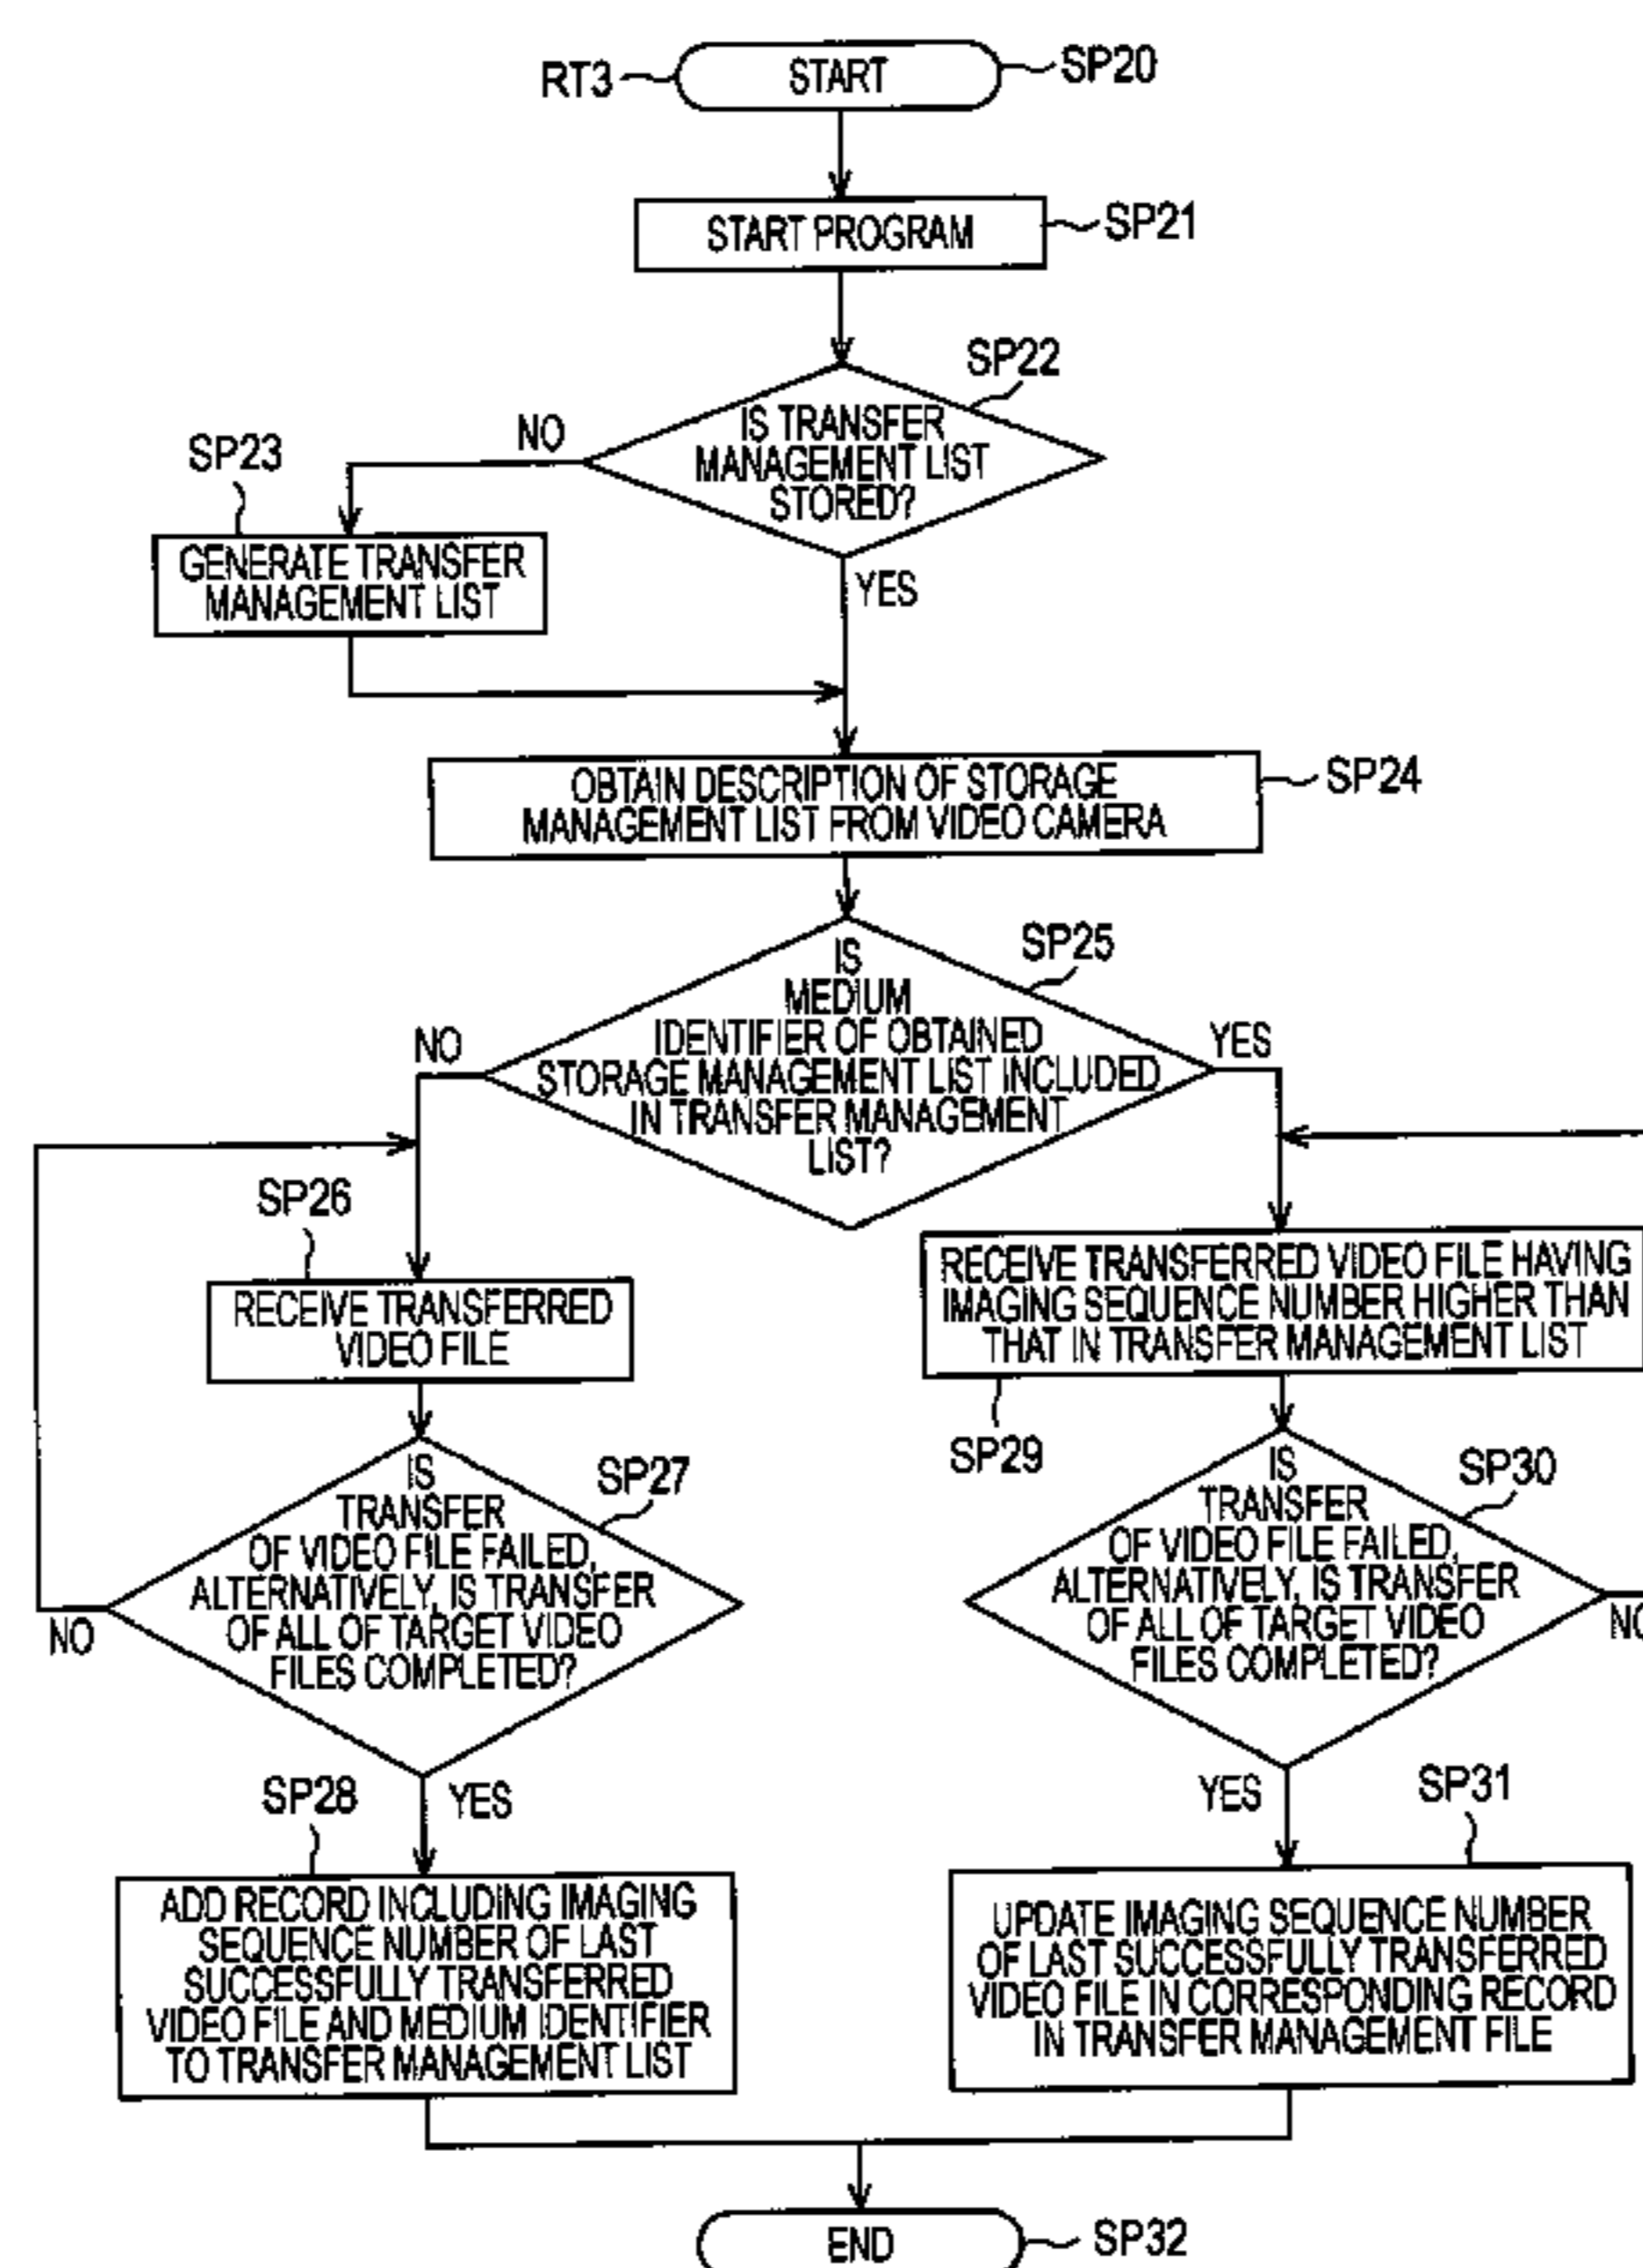 RT3
START
SP20
START PROGRAM
SP21
SP22
IS TRANSFER
MANAGEMENT LIST
STORED?
NO
YES
SP23
GENERATE TRANSFER
MANAGEMENT LIST
OBTAIN DESCRIPTION OF STORAGE
MANAGEMENT LIST FROM VIDEO CAMERA
SP24
SP25
IS
MEDIUM
IDENTIFIER OF OBTAINED
STORAGE MANAGEMENT LIST INCLUDED
IN TRANSFER MANAGEMENT
LIST?
NO
YES
SP26
RECEIVE TRANSFERRED
VIDEO FILE
RECEIVE TRANSFERRED VIDEO FILE HAVING
IMAGING SEQUENCE NUMBER HIGHER THAN
THAT IN TRANSFER MANAGEMENT LIST
SP29
SP27
IS
TRANSFER
OF VIDEO FILE FAILED,
ALTERNATIVELY, IS TRANSFER
OF ALL OF TARGET VIDEO
FILES COMPLETED?
NO
YES
SP30
IS
TRANSFER
OF VIDEO FILE FAILED,
ALTERNATIVELY, IS TRANSFER
OF ALL OF TARGET VIDEO
FILES COMPLETED?
NO
YES
SP28
ADD RECORD INCLUDING IMAGING
SEQUENCE NUMBER OF LAST
SUCCESSFULLY TRANSFERRED
VIDEO FILE AND MEDIUM IDENTIFIER
TO TRANSFER MANAGEMENT LIST
SP31
UPDATE IMAGING SEQUENCE NUMBER
OF LAST SUCCESSFULLY TRANSFERRED
VIDEO FILE IN CORRESPONDING RECORD
IN TRANSFER MANAGEMENT FILE
END
SP32